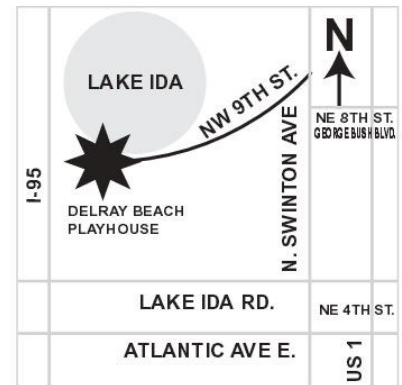 N
LAKE IDA
NW 9TH ST.
NE 8TH ST.
GEORGE BUSH BLVD.
I-95
N. SWINTON AVE
DELRAY BEACH
PLAYHOUSE
LAKE IDA RD.
NE 4TH ST.
ATLANTIC AVE E.
US 1